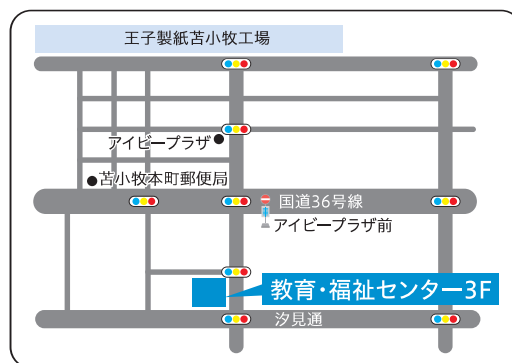 王子製紙苫小牧工場
アイビープラザ
苫小牧本町郵便局
国道36号線
アイビープラザ前
教育・福祉センター3F
汐見通